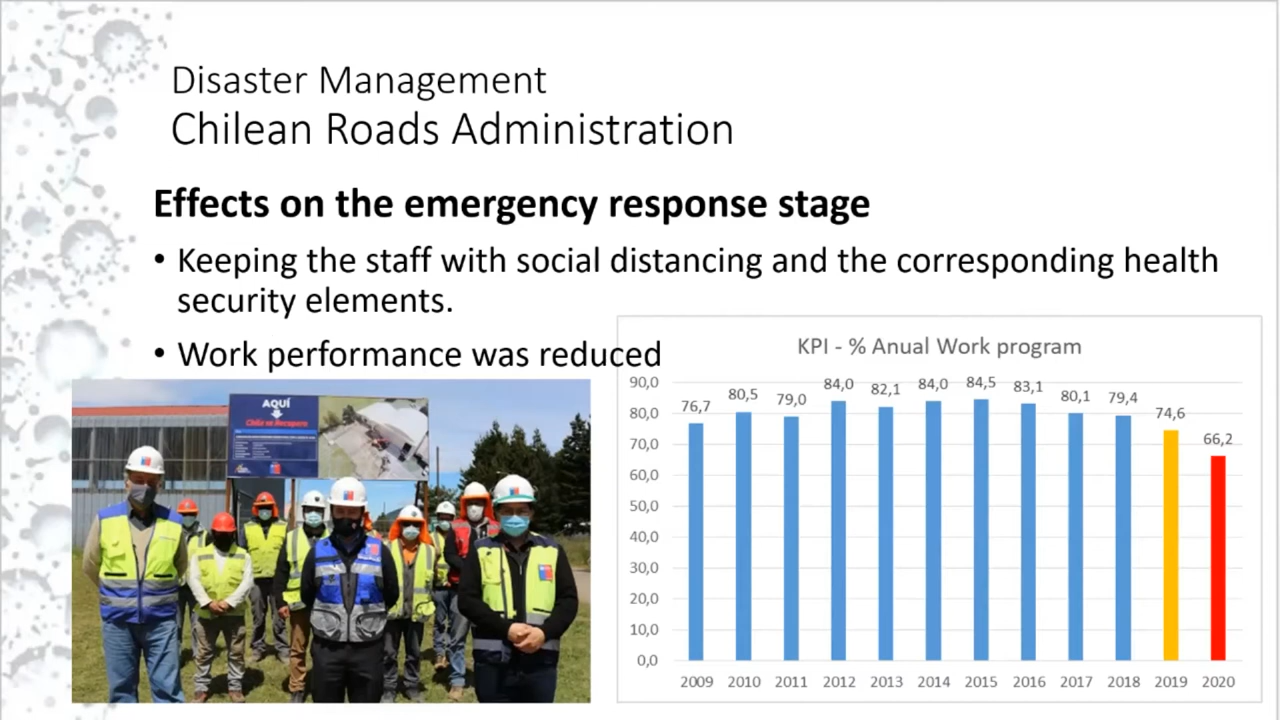 Disaster Management
Chilean Roads Administration
Effects on the emergency response stage
• Keeping the staff with social distancing and the corresponding health
security elements.
• Work performance was reduced
AQUÍ
Chile se Recupera
KPI - % Anual Work program
90,0
80,0
70,0
60,0
50,0
40,0
30,0
20,0
10,0
0,0
76,7
80,5
79,0
84,0
82,1
84,0
84,5
83,1
80,1
79,4
74,6
66,2
2009 2010 2011 2012 2013 2014 2015 2016 2017 2018 2019 2020